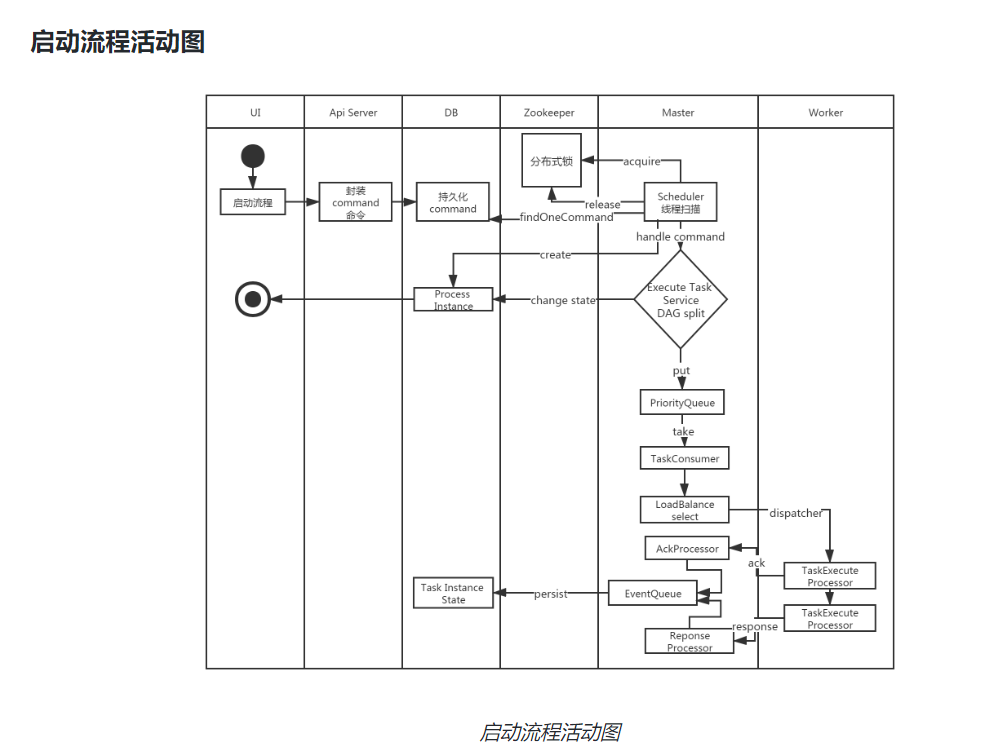 启动流程活动图
UI
Api Server
DB
Zookeeper
Master
Worker
分布式锁
acquire
启动流程
封装
command
命令
持久化
command
Scheduler
线程扫描
release
findOneCommand
handle command
create
Process
Instance
change state
Execute Task
Service
DAG split
put
PriorityQueue
take
TaskConsumer
LoadBalance
select
dispatcher
AckProcessor
ack
TaskExecute
Processor
Task Instance
State
persist
EventQueue
TaskExecute
Processor
response
Reponse
Processor
启动流程活动图